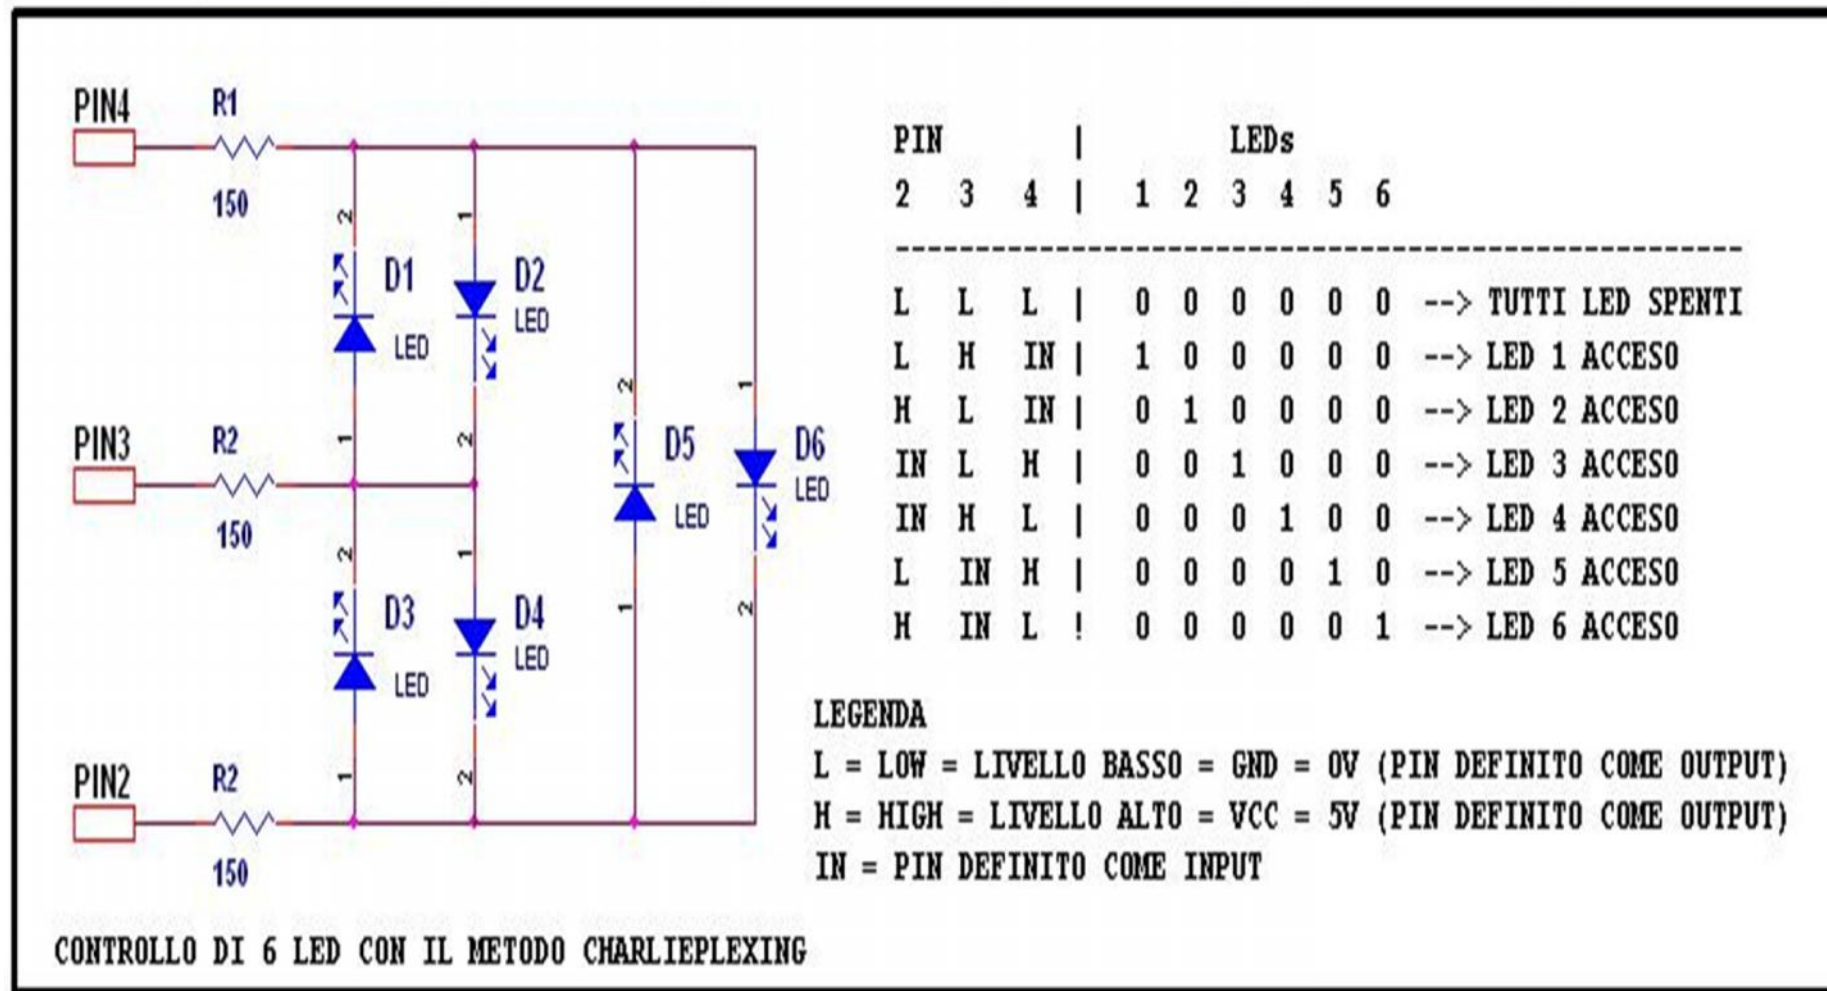 PIN4
R1
150
2
1
D1
LED
D2
LED
1
2
PIN3
R2
150
2
1
D5
LED
1
2
D6
LED
2
1
D3
LED
1
2
D4
LED
PIN2
R2
150
1
2
CONTROLLO DI 6 LED CON IL METODO CHARLIEPLEXING
PIN | LEDs
2 3 4 | 1 2 3 4 5 6
-----------------------------------------------------
L L L | 0 0 0 0 0 0 --> TUTTI LED SPENTI
L H IN | 1 0 0 0 0 0 --> LED 1 ACCESO
H L IN | 0 1 0 0 0 0 --> LED 2 ACCESO
IN L H | 0 0 1 0 0 0 --> LED 3 ACCESO
IN H L | 0 0 0 1 0 0 --> LED 4 ACCESO
L IN H | 0 0 0 0 1 0 --> LED 5 ACCESO
H IN L ! 0 0 0 0 0 1 --> LED 6 ACCESO
LEGENDA
L = LOW = LIVELLO BASSO = GND = 0V (PIN DEFINITO COME OUTPUT)
H = HIGH = LIVELLO ALTO = VCC = 5V (PIN DEFINITO COME OUTPUT)
IN = PIN DEFINITO COME INPUT